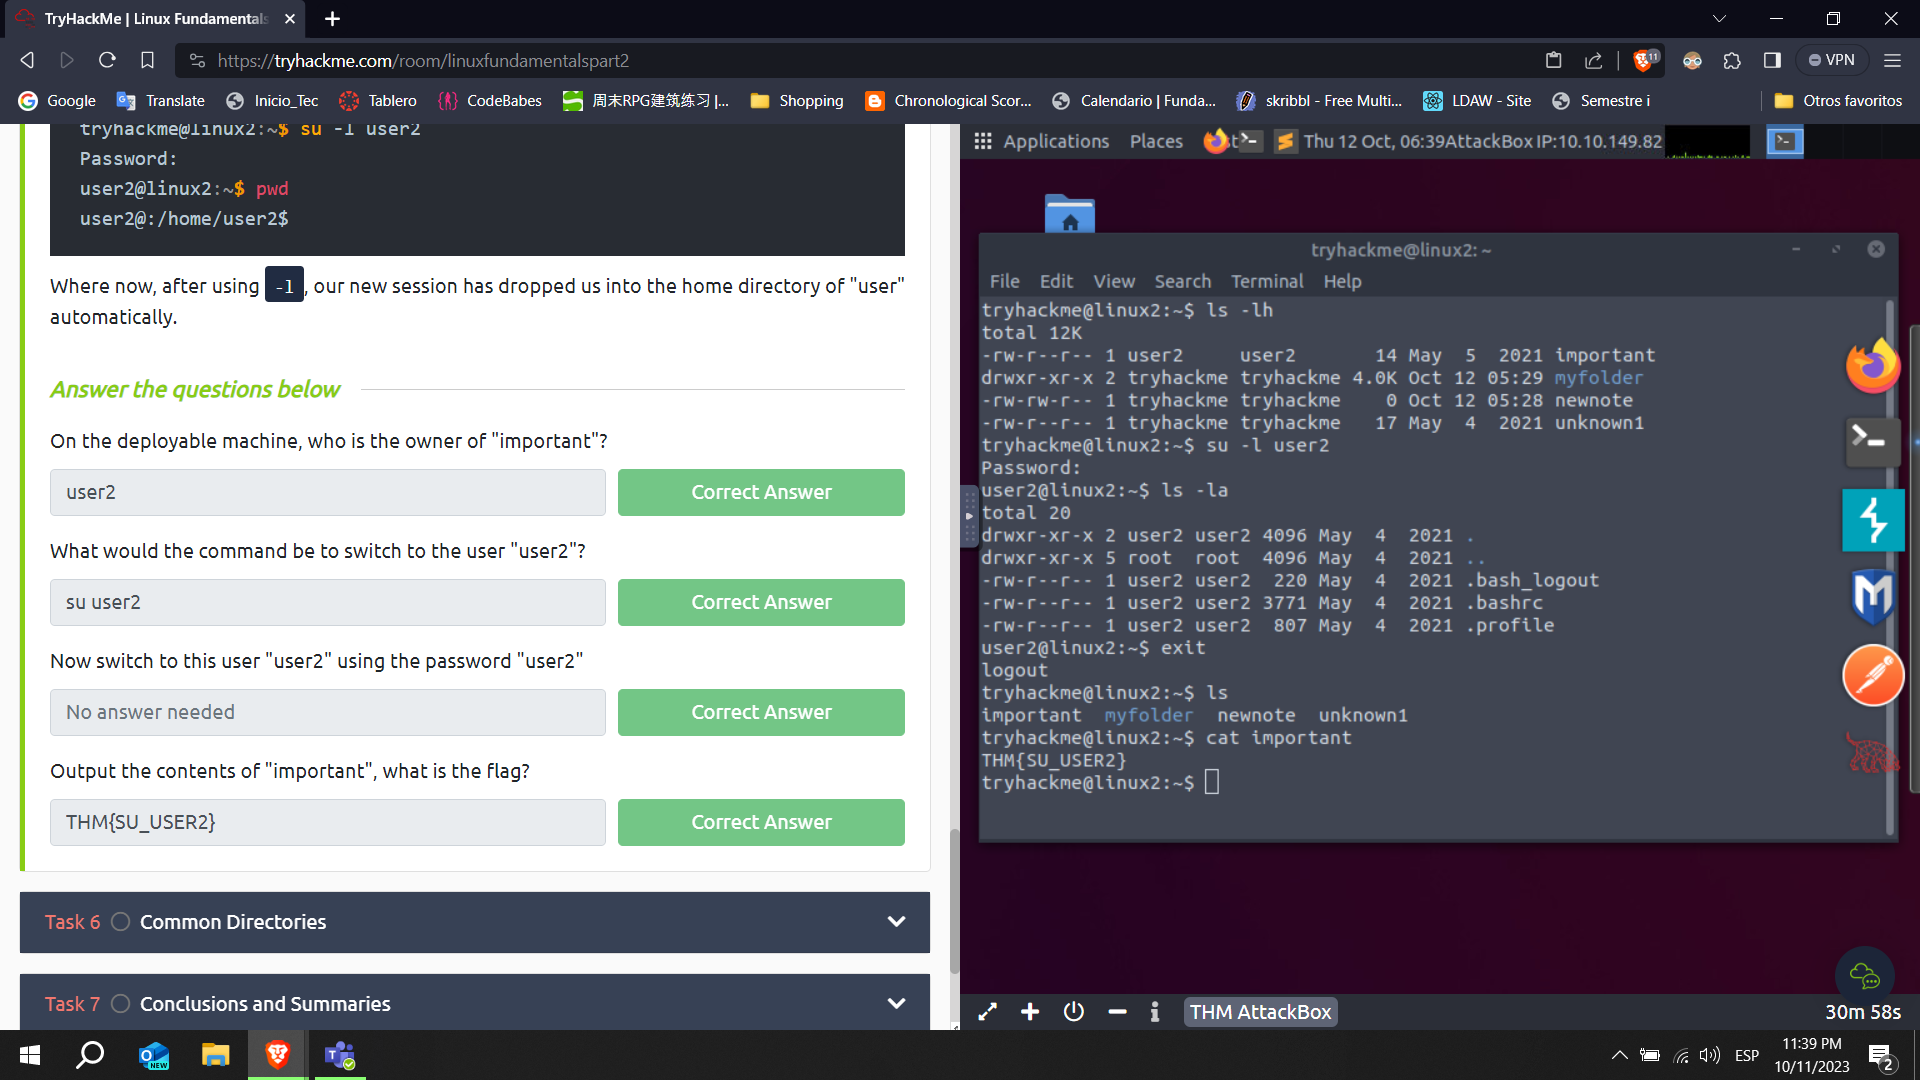 TryHackMe | Linux Fundamentals
https://tryhackme.com/room/linuxfundamentalspart2
11
VPN
Google
Translate
Inicio_Tec
Tablero
CodeBabes
周末RPG建筑练习 |...
Shopping
Chronological Scor...
Calendario | Funda...
skribbl - Free Multi...
LDAW - Site
Semestre i
Otros favoritos
tryhackme@linux2:~$ su -l user2
Password:
user2@linux2:~$ pwd
user2@:/home/user2$
Where now, after using -l, our new session has dropped us into the home directory of "user"
automatically.
Answer the questions below
On the deployable machine, who is the owner of "important"?
user2
Correct Answer
What would the command be to switch to the user "user2"?
su user2
Correct Answer
Now switch to this user "user2" using the password "user2"
No answer needed
Correct Answer
Output the contents of "important", what is the flag?
THM{SU_USER2}
Correct Answer
Task 6 Common Directories
Task 7 Conclusions and Summaries
Applications
Places
Thu 12 Oct, 06:39
AttackBox IP:10.10.149.82
tryhackme@linux2: ~
File Edit View Search Terminal Help
tryhackme@linux2:~$ ls -lh
total 12K
-rw-r--r-- 1 user2     user2       14 May  5  2021 important
drwxr-xr-x 2 tryhackme tryhackme 4.0K Oct 12 05:29 myfolder
-rw-rw-r-- 1 tryhackme tryhackme    0 Oct 12 05:28 newnote
-rw-r--r-- 1 tryhackme tryhackme   17 May  4  2021 unknown1
tryhackme@linux2:~$ su -l user2
Password:
user2@linux2:~$ ls -la
total 20
drwxr-xr-x 2 user2 user2 4096 May  4  2021 .
drwxr-xr-x 5 root  root  4096 May  4  2021 ..
-rw-r--r-- 1 user2 user2  220 May  4  2021 .bash_logout
-rw-r--r-- 1 user2 user2 3771 May  4  2021 .bashrc
-rw-r--r-- 1 user2 user2  807 May  4  2021 .profile
user2@linux2:~$ exit
logout
tryhackme@linux2:~$ ls
important  myfolder  newnote  unknown1
tryhackme@linux2:~$ cat important
THM{SU_USER2}
tryhackme@linux2:~$
THM AttackBox
30m 58s
NEW
ESP
11:39 PM
10/11/2023
2